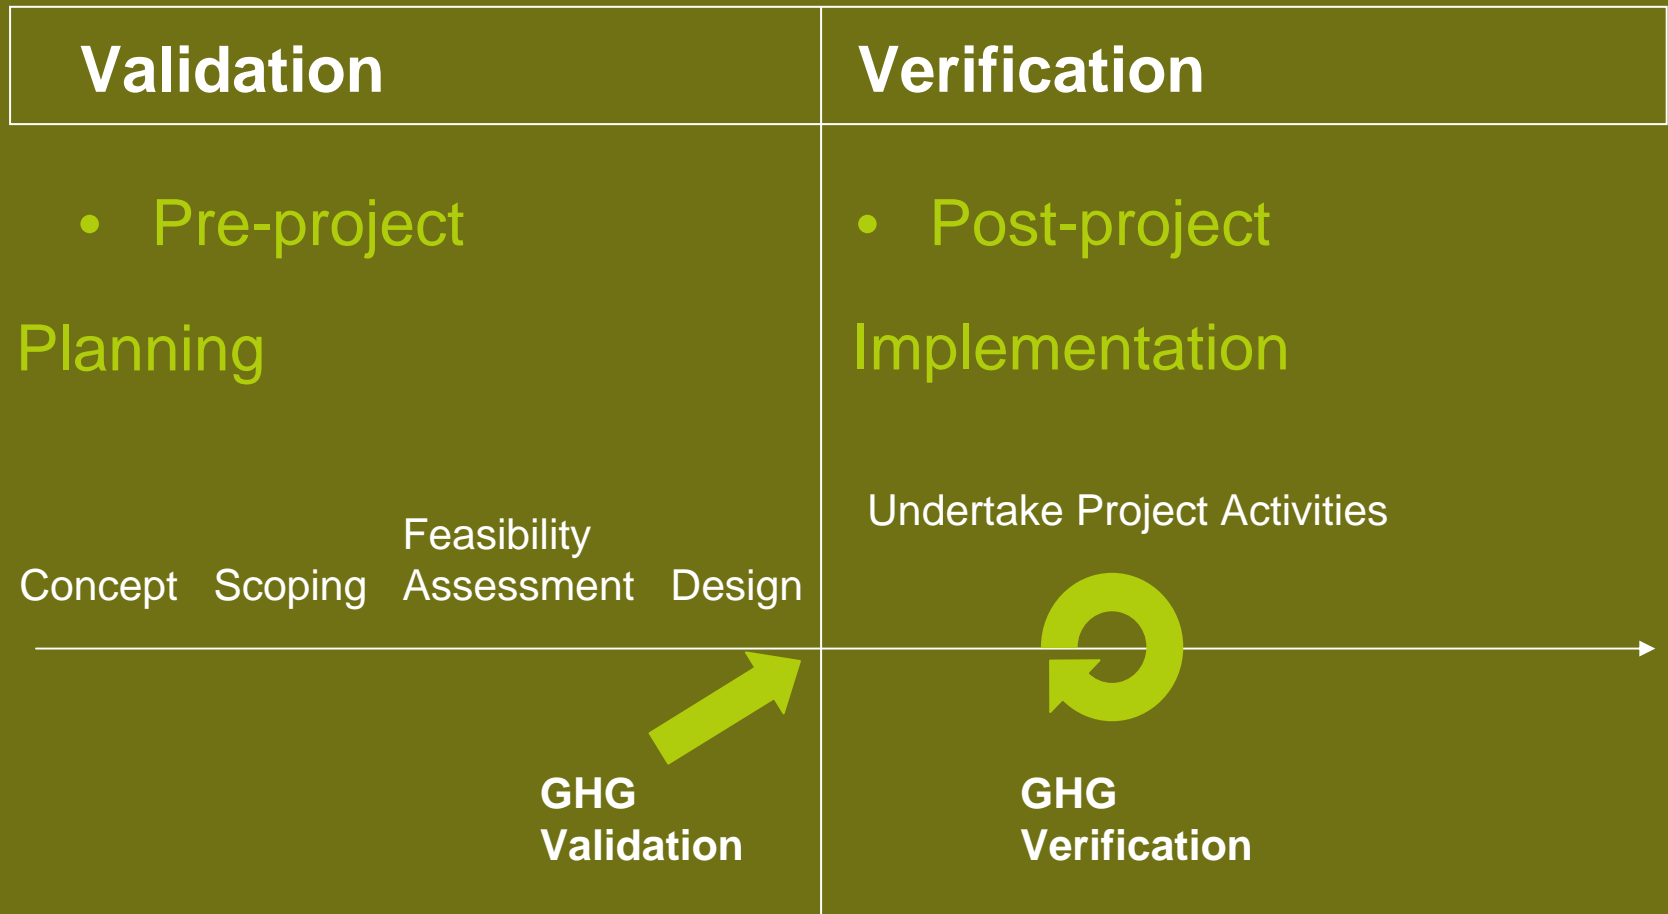 Validation
Verification
• Pre-project
• Post-project
Planning
Implementation
Concept Scoping Feasibility
Assessment Design
Undertake Project Activities
GHG
Validation
GHG
Verification